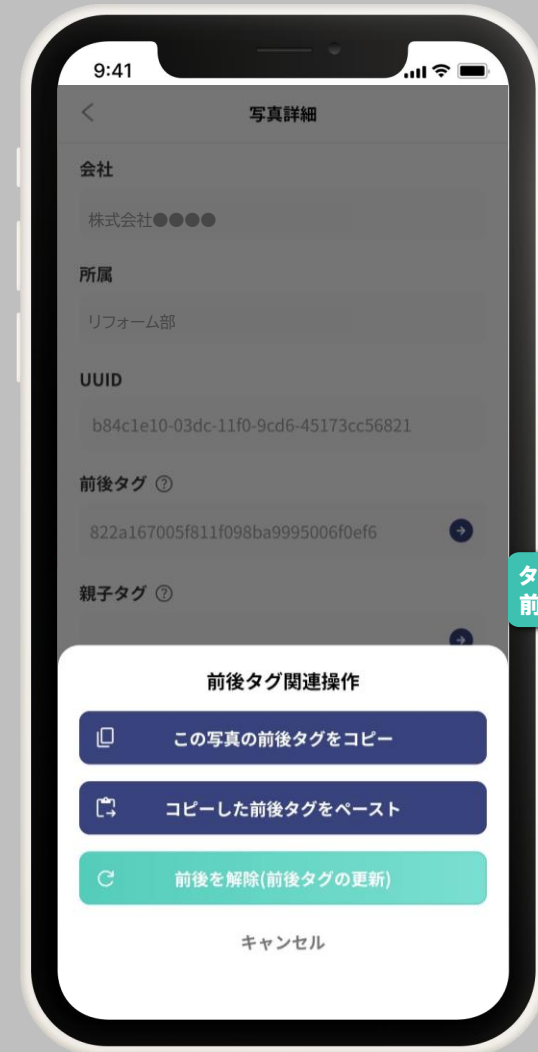 9:41
写真詳細
会社
株式会社●●●●
所属
リフォーム部
UUID
b84c1e10-03dc-11f0-9cd6-45173cc56821
前後タグ ?
822a167005f811f098ba9995006f0ef6
親子タグ ?
タ
前
前後タグ関連操作
この写真の前後タグをコピー
コピーした前後タグをペースト
前後を解除(前後タグの更新)
キャンセル